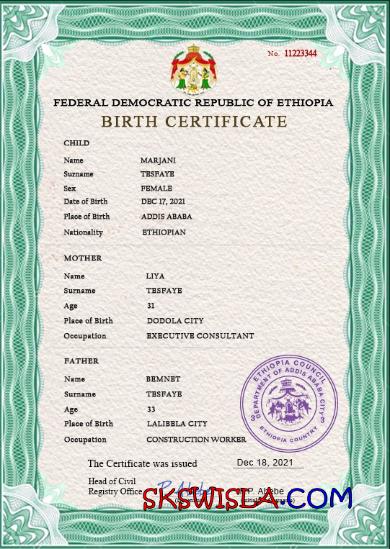 No. 11223344
FEDERAL DEMOCRATIC REPUBLIC OF ETHIOPIA
BIRTH CERTIFICATE
CHILD
Name MARJANI
Surname TESFAYE
Sex FEMALE
Date of Birth DEC 17, 2021
Place of Birth ADDIS ABABA
Nationality ETHIOPIAN
MOTHER
Name LIYA
Surname TESFAYE
Age 31
Place of Birth DODOLA CITY
Occupation EXECUTIVE CONSULTANT
FATHER
Name BEMNET
Surname TESFAYE
Age 33
Place of Birth LALIBELA CITY
Occupation CONSTRUCTION WORKER
ETHIOPIA COUNCIL
DEPARTMENT OF ADDIS ABABA CITY
ETHIOPIA COUNTRY
The Certificate was issued Dec 18, 2021
Head of Civil
Registry Office P. Abebe
SKSWISBA.COM